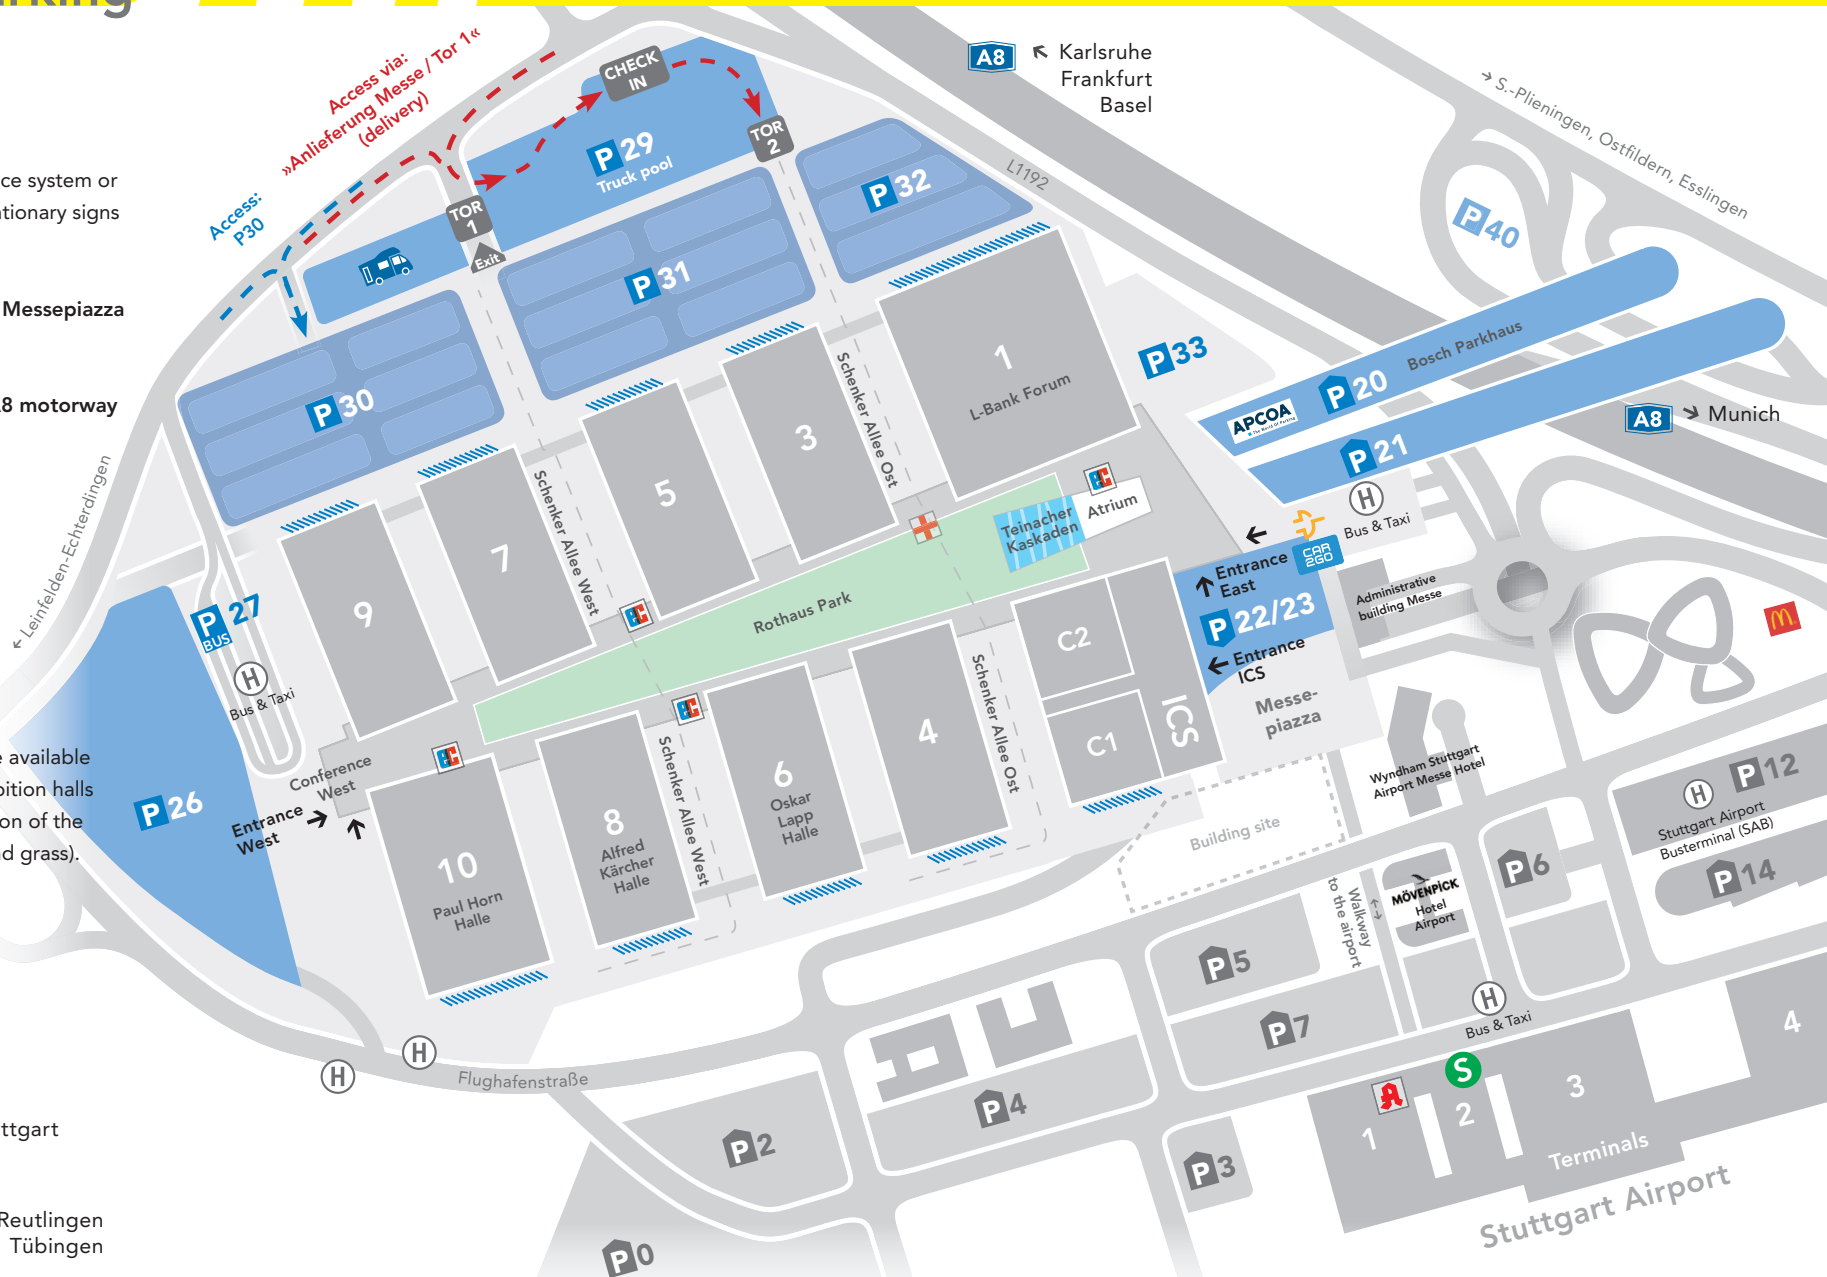 A8
Karlsruhe
Frankfurt
Basel
→ S.-Plieningen, Ostfildern, Esslingen
Access via:
»Anlieferung Messe / Tor 1«
(delivery)
CHECK
IN
TOR
2
P 29
Truck pool
L1192
P 32
P 40
ce system or
tionary signs
Access:
P30
TOR
1
Exit
P 31
Messepiazza
8 motorway
P 33
P 20
Bosch Parkhaus
APCOA
P 21
A8
Munich
P 30
1
L-Bank Forum
3
Schenker Allee Ost
5
Schenker Allee West
7
9
← Leinfelden-Echterdingen
Atrium
Teinacher
Kaskaden
H
Bus & Taxi
CAR
2GO
Entrance
East
P 22/23
Entrance
ICS
Administrative
building Messe
Messe-
piazza
Rothaus Park
P 27
BUS
H
Bus & Taxi
C2
C1
ICS
Schenker Allee Ost
4
6
Oskar
Lapp
Halle
Schenker Allee West
8
Alfred
Kärcher
Halle
10
Paul Horn
Halle
Conference
West
Entrance
West
P 26
e available
bition halls
on of the
d grass).
Building site
Wyndham Stuttgart
Airport Messe Hotel
H
P 12
Stuttgart Airport
Busterminal (SAB)
P 14
P 6
MÖVENPICK
Hotel
Airport
Walkway
to the airport
P 5
P 7
H
Bus & Taxi
H
H
Flughafenstraße
P 2
P 4
P 3
P 0
S
1
2
3
4
Terminals
Stuttgart Airport
ttgart
Reutlingen
Tübingen